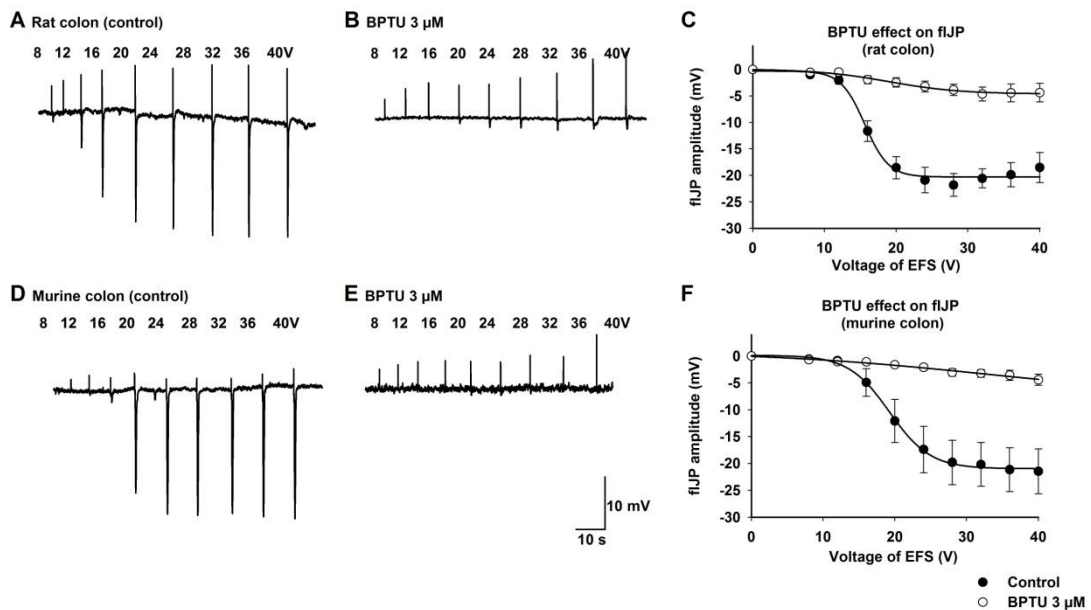 A Rat colon (control)
8 12 16 20 24 28 32 36 40V
B BPTU 3 µM
8 12 16 20 24 28 32 36 40V
C
BPTU effect on fIJP
(rat colon)
0
-5
-10
-15
-20
-25
-30
fIJP amplitude (mV)
0 10 20 30 40
Voltage of EFS (V)
D Murine colon (control)
8 12 16 20 24 28 32 36 40V
E BPTU 3 µM
8 12 16 20 24 28 32 36 40V
10 mV
10 s
F
BPTU effect on fIJP
(murine colon)
0
-5
-10
-15
-20
-25
-30
fIJP amplitude (mV)
0 10 20 30 40
Voltage of EFS (V)
Control
BPTU 3 µM